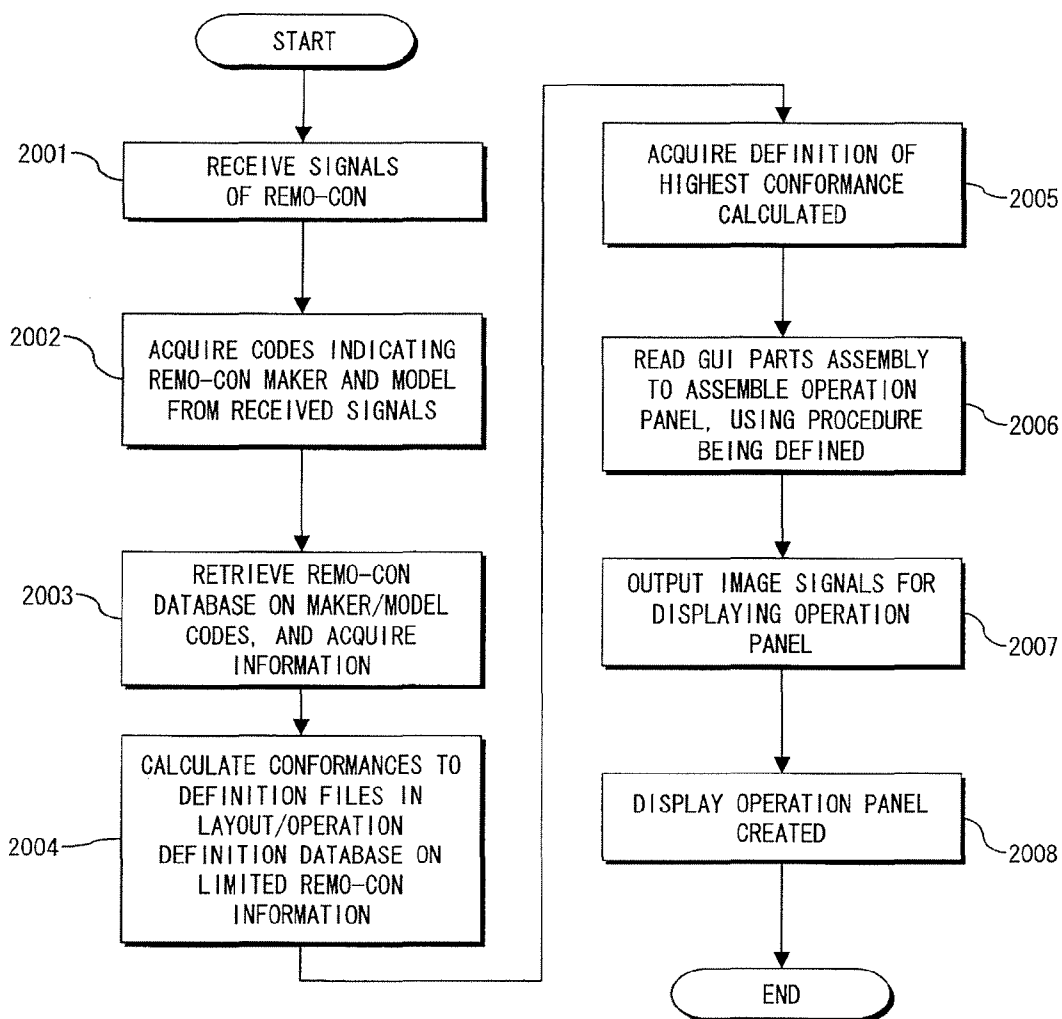 START
2001
RECEIVE SIGNALS
OF REMO-CON
2002
ACQUIRE CODES INDICATING
REMO-CON MAKER AND MODEL
FROM RECEIVED SIGNALS
2003
RETRIEVE REMO-CON
DATABASE ON MAKER/MODEL
CODES, AND ACQUIRE
INFORMATION
2004
CALCULATE CONFORMANCES TO
DEFINITION FILES IN
LAYOUT/OPERATION
DEFINITION DATABASE ON
LIMITED REMO-CON
INFORMATION
ACQUIRE DEFINITION OF
HIGHEST CONFORMANCE
CALCULATED
2005
READ GUI PARTS ASSEMBLY
TO ASSEMBLE OPERATION
PANEL, USING PROCEDURE
BEING DEFINED
2006
OUTPUT IMAGE SIGNALS FOR
DISPLAYING OPERATION
PANEL
2007
DISPLAY OPERATION PANEL
CREATED
2008
END